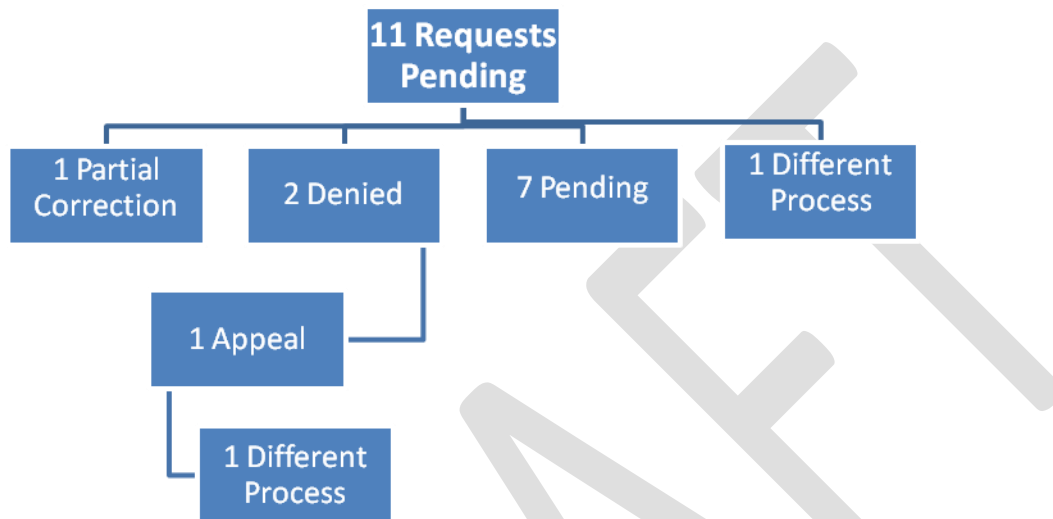 11 Requests
Pending
1 Partial
Correction
2 Denied
7 Pending
1 Different
Process
1 Appeal
1 Different
Process